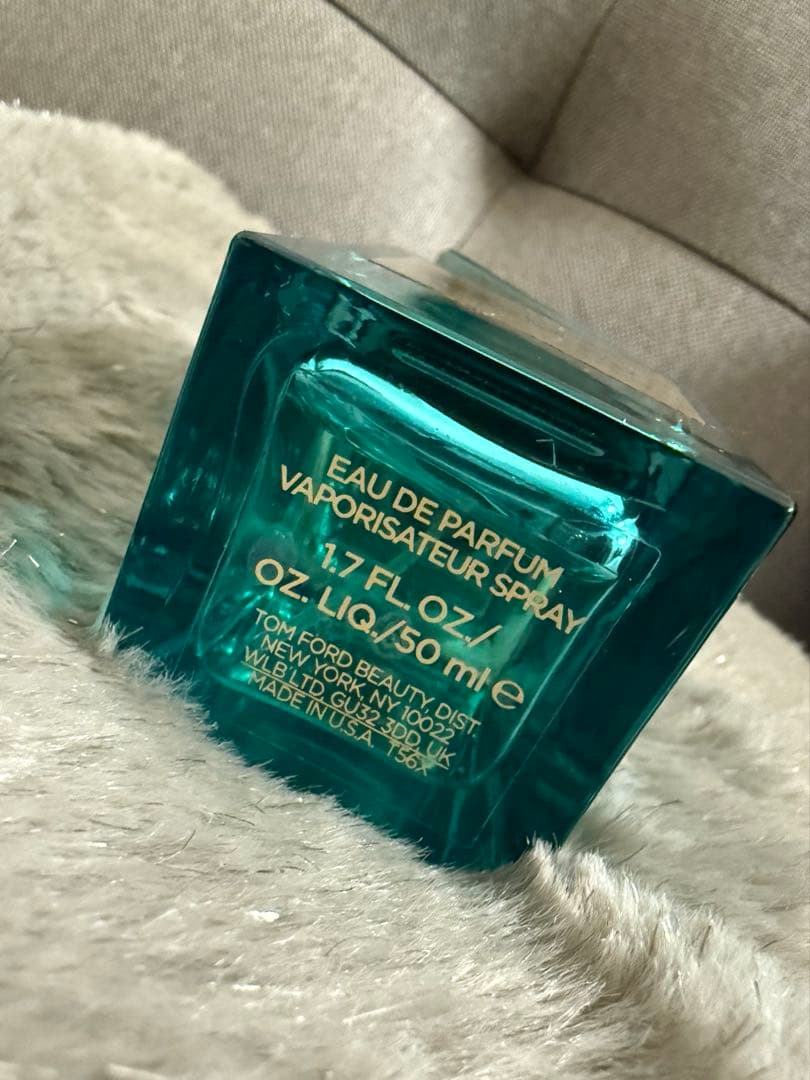 EAU DE PARFUM
VAPORISATEUR SPRAY
1.7 FL. OZ./
OZ. LIQ./50 ml ℮
TOM FORD BEAUTY, DIST.
NEW YORK, NY 10022
WLB LTD, GU32 3DD, UK
MADE IN U.S.A. T56X